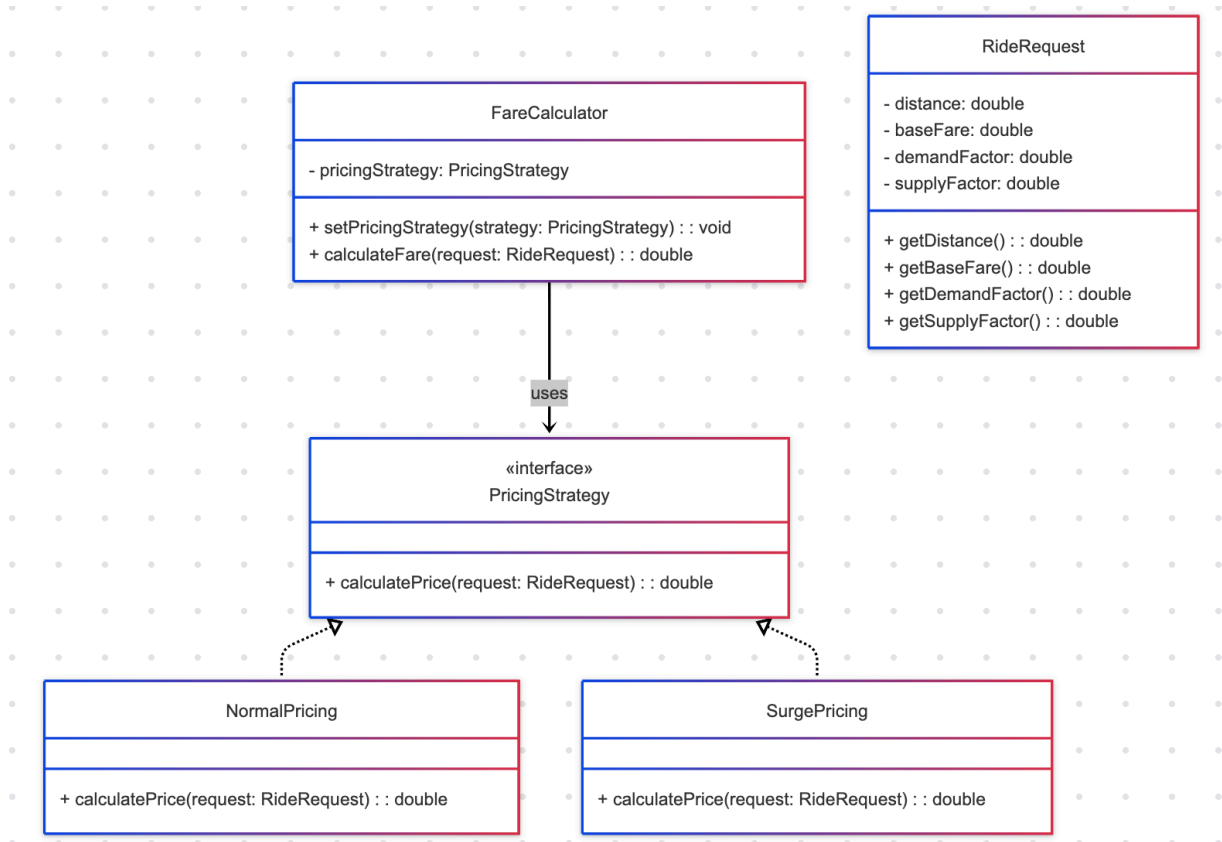 FareCalculator
- pricingStrategy: PricingStrategy
+ setPricingStrategy(strategy: PricingStrategy) : : void
+ calculateFare(request: RideRequest) : : double
RideRequest
- distance: double
- baseFare: double
- demandFactor: double
- supplyFactor: double
+ getDistance() : : double
+ getBaseFare() : : double
+ getDemandFactor() : : double
+ getSupplyFactor() : : double
uses
«interface»
PricingStrategy
+ calculatePrice(request: RideRequest) : : double
NormalPricing
+ calculatePrice(request: RideRequest) : : double
SurgePricing
+ calculatePrice(request: RideRequest) : : double